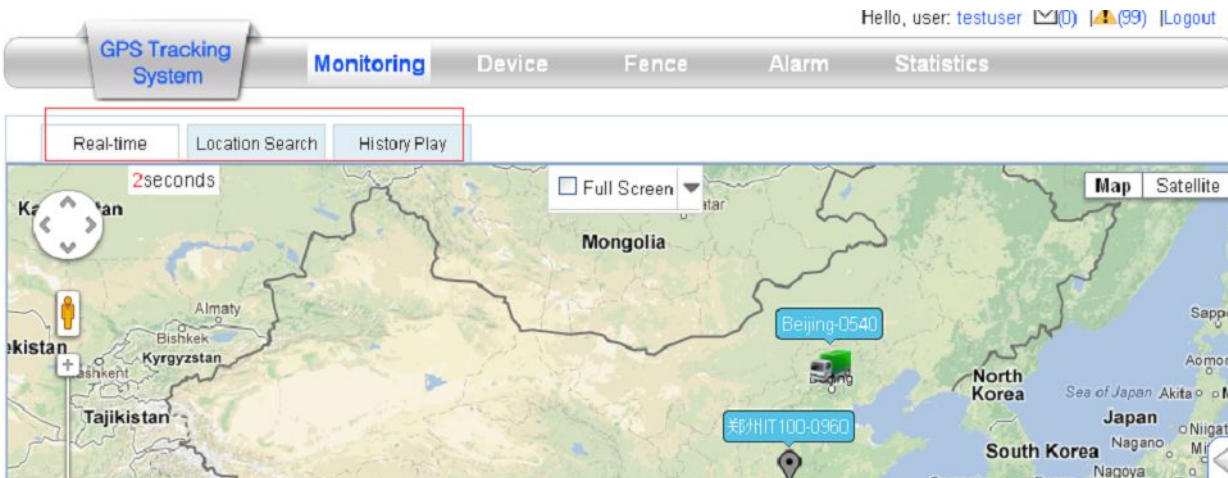 Hello, user: testuser (0) | (99) |Logout
GPS Tracking
System
Monitoring Device Fence Alarm Statistics
Real-time Location Search History Play
2seconds
Full Screen
Map Satellite
Mongolia
Almaty
Bishkek
Kyrgyzstan
Tajikistan
Beijing-0540
North
Korea
Sea of Japan
Akita
Japan
郑州IT100-0960
South Korea
Nagano
Nagoya